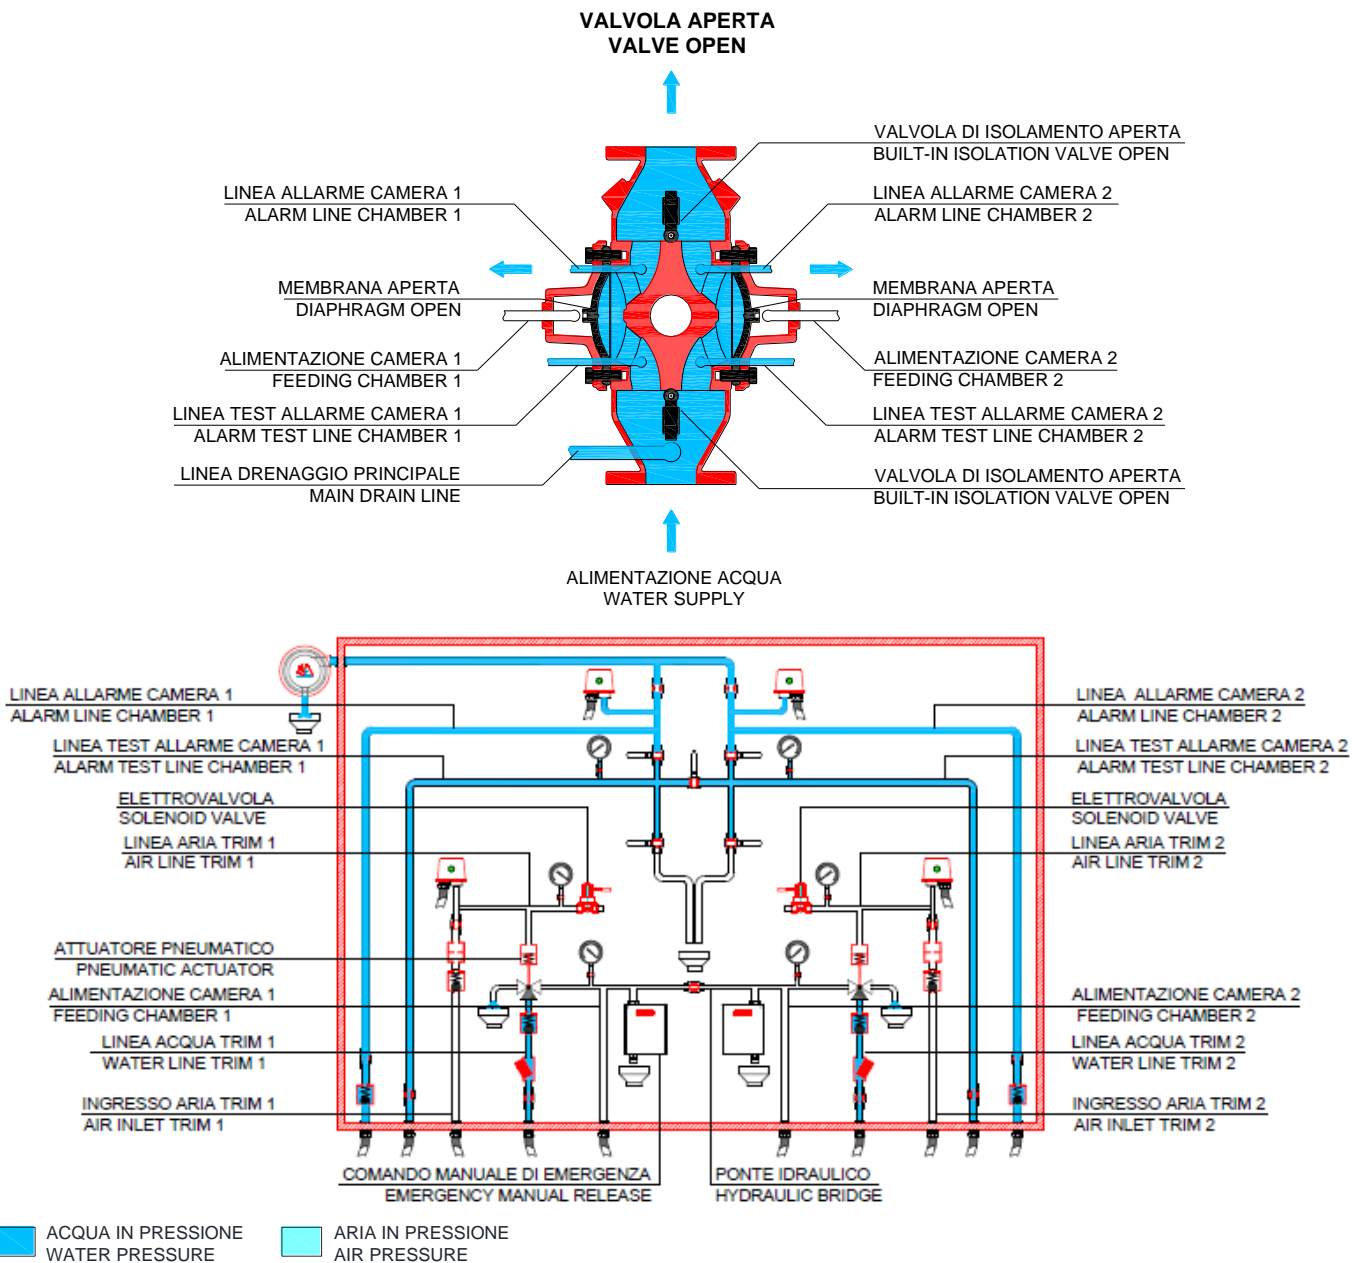 VALVOLA APERTA
VALVE OPEN
VALVOLA DI ISOLAMENTO APERTA
BUILT-IN ISOLATION VALVE OPEN
LINEA ALLARME CAMERA 1
ALARM LINE CHAMBER 1
LINEA ALLARME CAMERA 2
ALARM LINE CHAMBER 2
MEMBRANA APERTA
DIAPHRAGM OPEN
MEMBRANA APERTA
DIAPHRAGM OPEN
ALIMENTAZIONE CAMERA 1
FEEDING CHAMBER 1
ALIMENTAZIONE CAMERA 2
FEEDING CHAMBER 2
LINEA TEST ALLARME CAMERA 1
ALARM TEST LINE CHAMBER 1
LINEA TEST ALLARME CAMERA 2
ALARM TEST LINE CHAMBER 2
LINEA DRENAGGIO PRINCIPALE
MAIN DRAIN LINE
VALVOLA DI ISOLAMENTO APERTA
BUILT-IN ISOLATION VALVE OPEN
ALIMENTAZIONE ACQUA
WATER SUPPLY
LINEA ALLARME CAMERA 1
ALARM LINE CHAMBER 1
LINEA ALLARME CAMERA 2
ALARM LINE CHAMBER 2
LINEA TEST ALLARME CAMERA 1
ALARM TEST LINE CHAMBER 1
LINEA TEST ALLARME CAMERA 2
ALARM TEST LINE CHAMBER 2
ELETTROVALVOLA
SOLENOID VALVE
ELETTROVALVOLA
SOLENOID VALVE
LINEA ARIA TRIM 1
AIR LINE TRIM 1
LINEA ARIA TRIM 2
AIR LINE TRIM 2
ATTUATORE PNEUMATICO
PNEUMATIC ACTUATOR
ALIMENTAZIONE CAMERA 1
FEEDING CHAMBER 1
ALIMENTAZIONE CAMERA 2
FEEDING CHAMBER 2
LINEA ACQUA TRIM 1
WATER LINE TRIM 1
LINEA ACQUA TRIM 2
WATER LINE TRIM 2
INGRESSO ARIA TRIM 1
AIR INLET TRIM 1
INGRESSO ARIA TRIM 2
AIR INLET TRIM 2
COMANDO MANUALE DI EMERGENZA
EMERGENCY MANUAL RELEASE
PONTE IDRAULICO
HYDRAULIC BRIDGE
ACQUA IN PRESSIONE
WATER PRESSURE
ARIA IN PRESSIONE
AIR PRESSURE